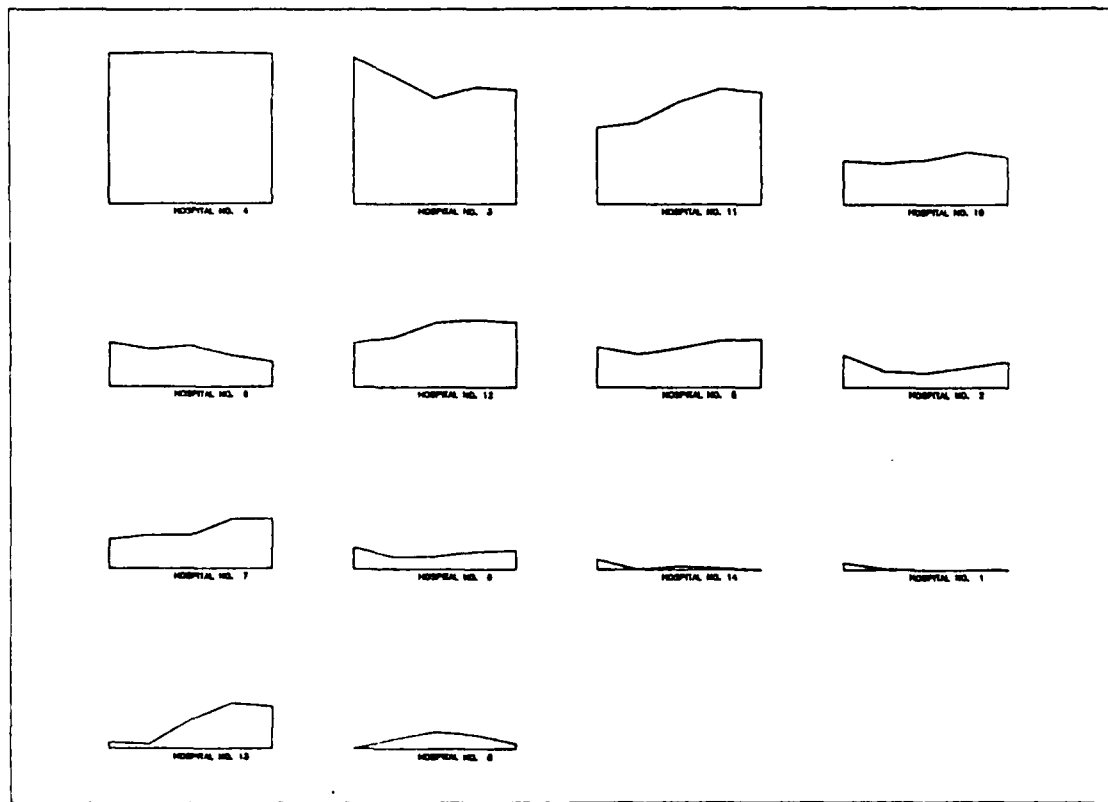 HOSPITAL NO. 4
HOSPITAL NO. 3
HOSPITAL NO. 11
HOSPITAL NO. 10
HOSPITAL NO.
HOSPITAL NO. 12
HOSPITAL NO.
HOSPITAL NO. 2
HOSPITAL NO. 7
HOSPITAL NO.
HOSPITAL NO. 14
HOSPITAL NO. 1
HOSPITAL NO. 13
HOSPITAL NO.